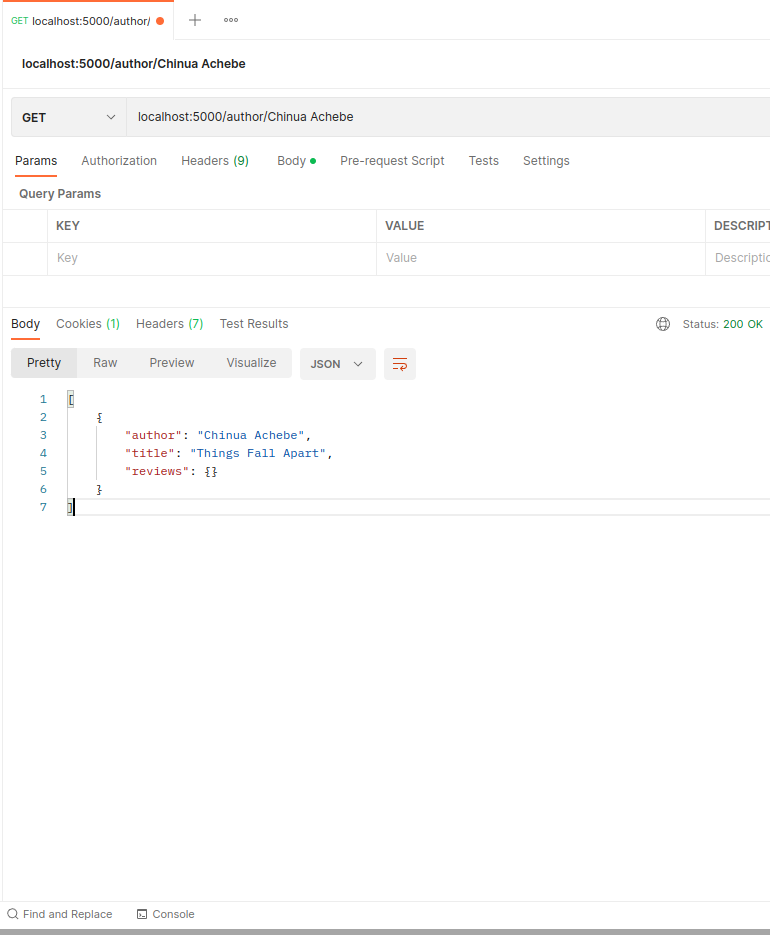 GET localhost:5000/author/
localhost:5000/author/Chinua Achebe
GET localhost:5000/author/Chinua Achebe
Params Authorization Headers (9) Body Pre-request Script Tests Settings
Query Params
KEY VALUE DESCRIPT
Key Value Descriptio
Body Cookies (1) Headers (7) Test Results Status: 200 OK
Pretty Raw Preview Visualize JSON
1 [
2 {
3 "author": "Chinua Achebe",
4 "title": "Things Fall Apart",
5 "reviews": {}
6 }
7 ]
Find and Replace Console